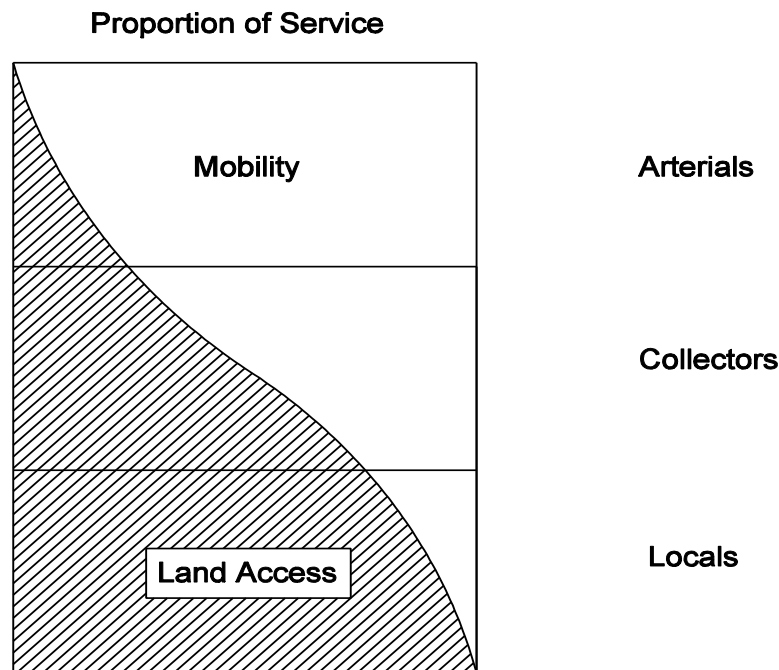 Proportion of Service
Mobility
Arterials
Collectors
Land Access
Locals